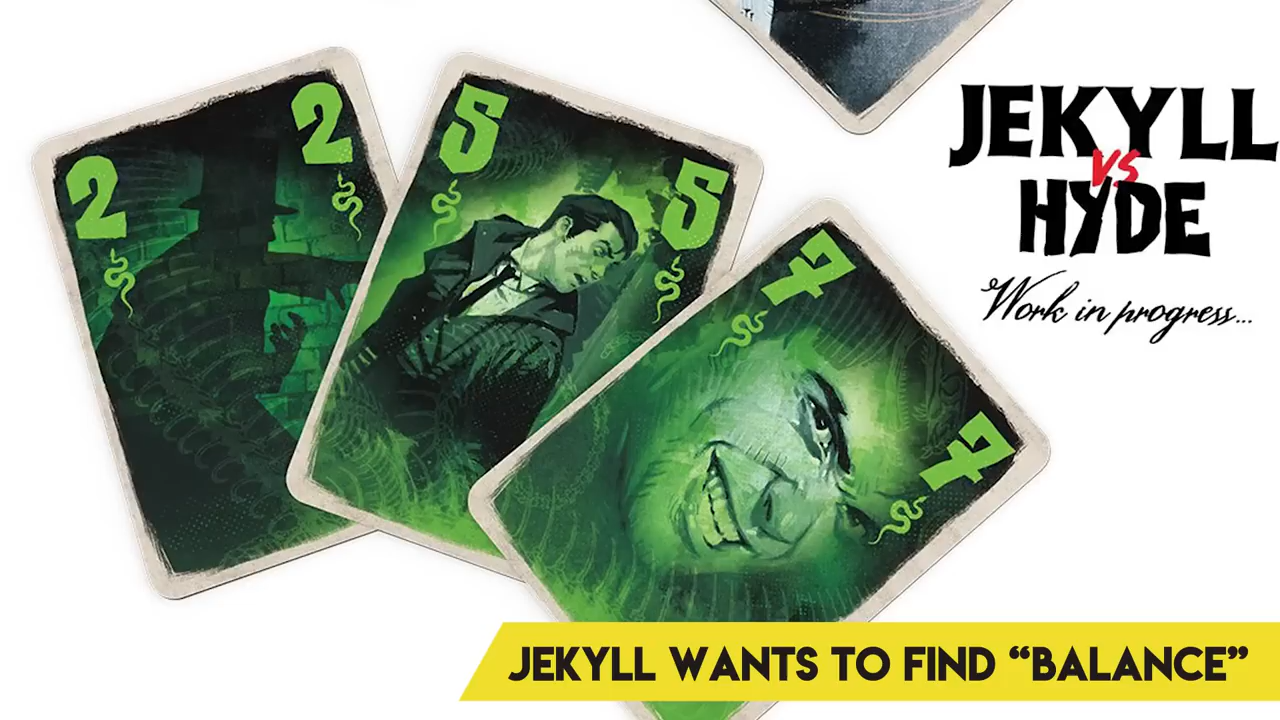 2
2
5
5
7
7
JEKYLL
VS
HYDE
Work in progress...
JEKYLL WANTS TO FIND “BALANCE”